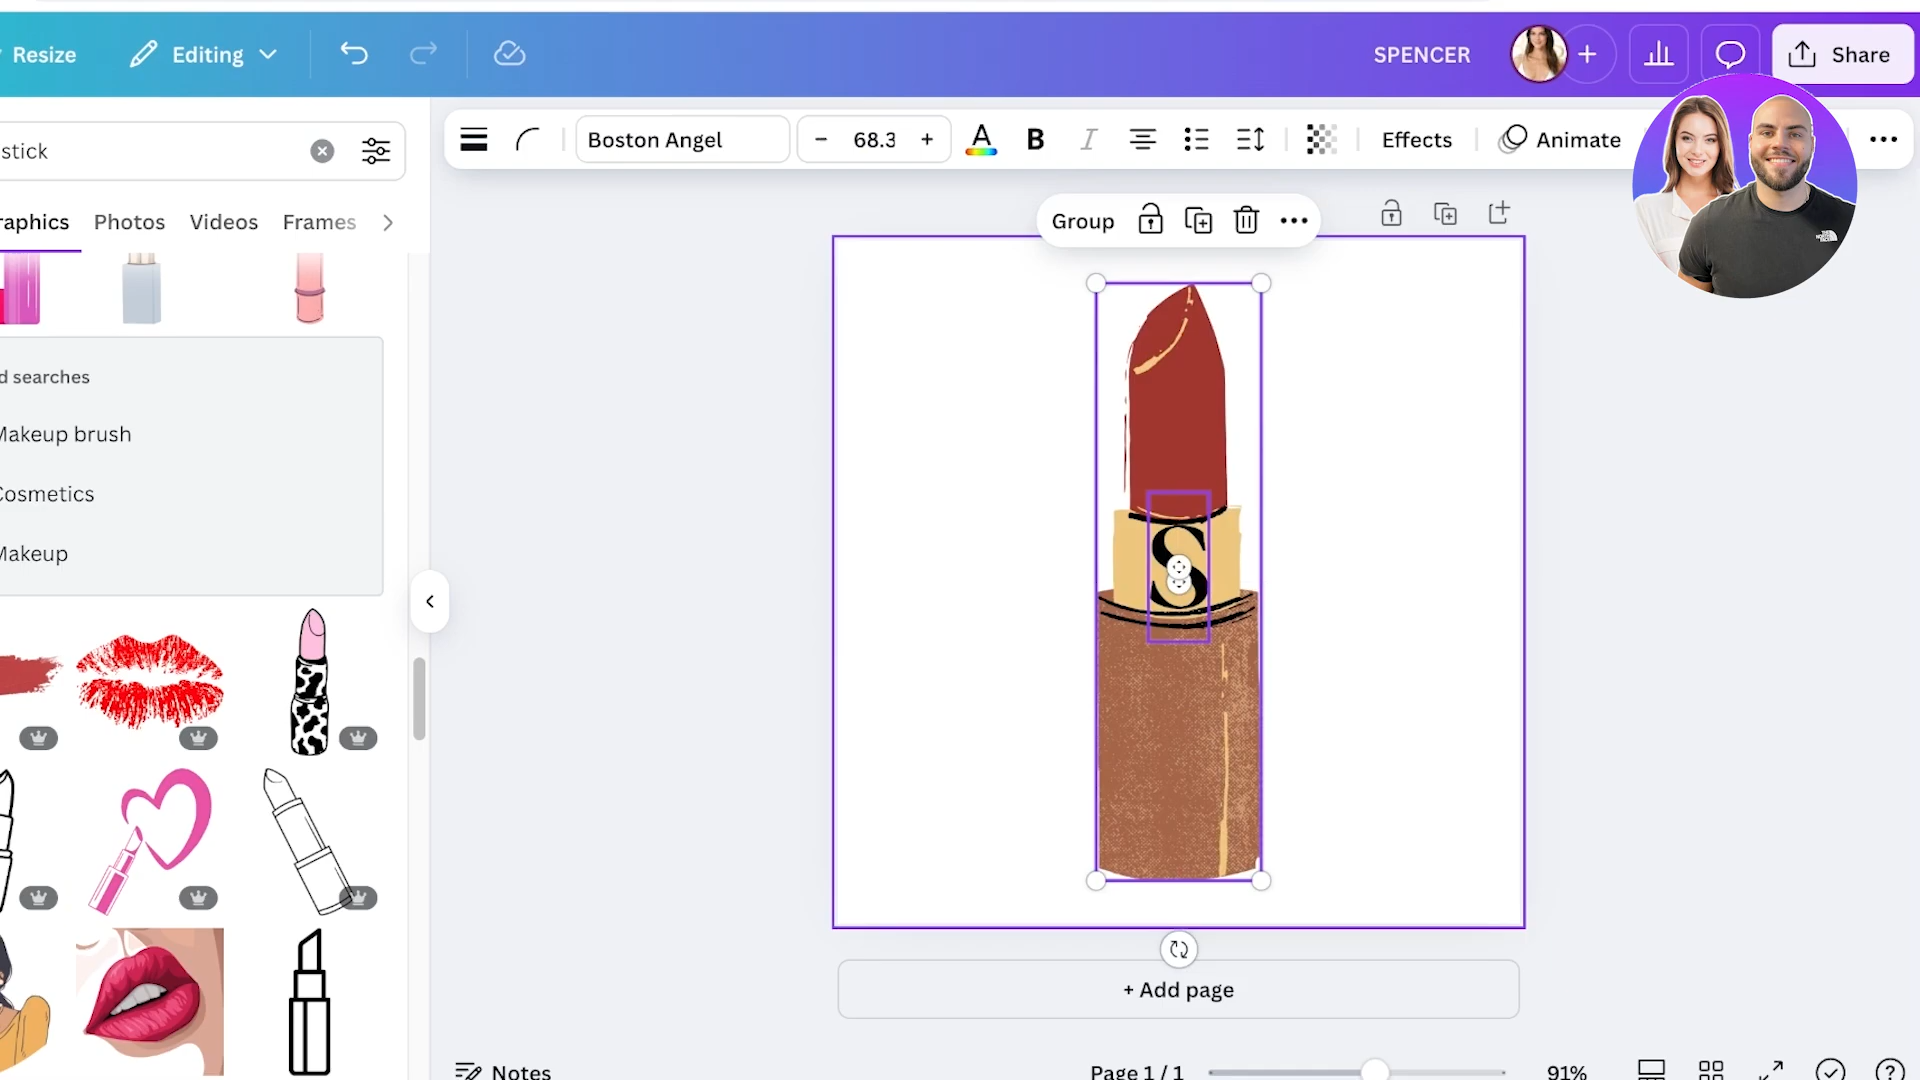 Resize
Editing
SPENCER
Share
stick
Boston Angel
68.3
A
B
I
Effects
Animate
raphics
Photos
Videos
Frames
Group
d searches
Makeup brush
Cosmetics
Makeup
S
+ Add page
Notes
Page 1 / 1
91%